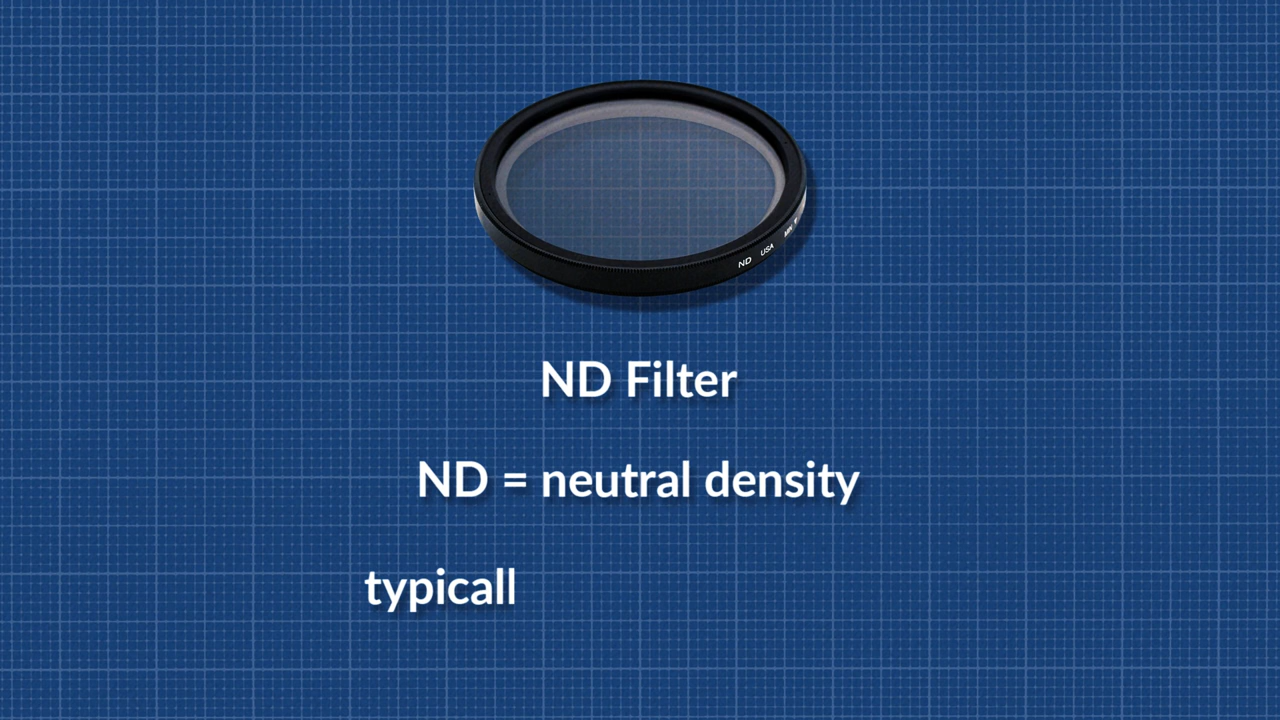 ND USA
ND Filter
ND = neutral density
typicall